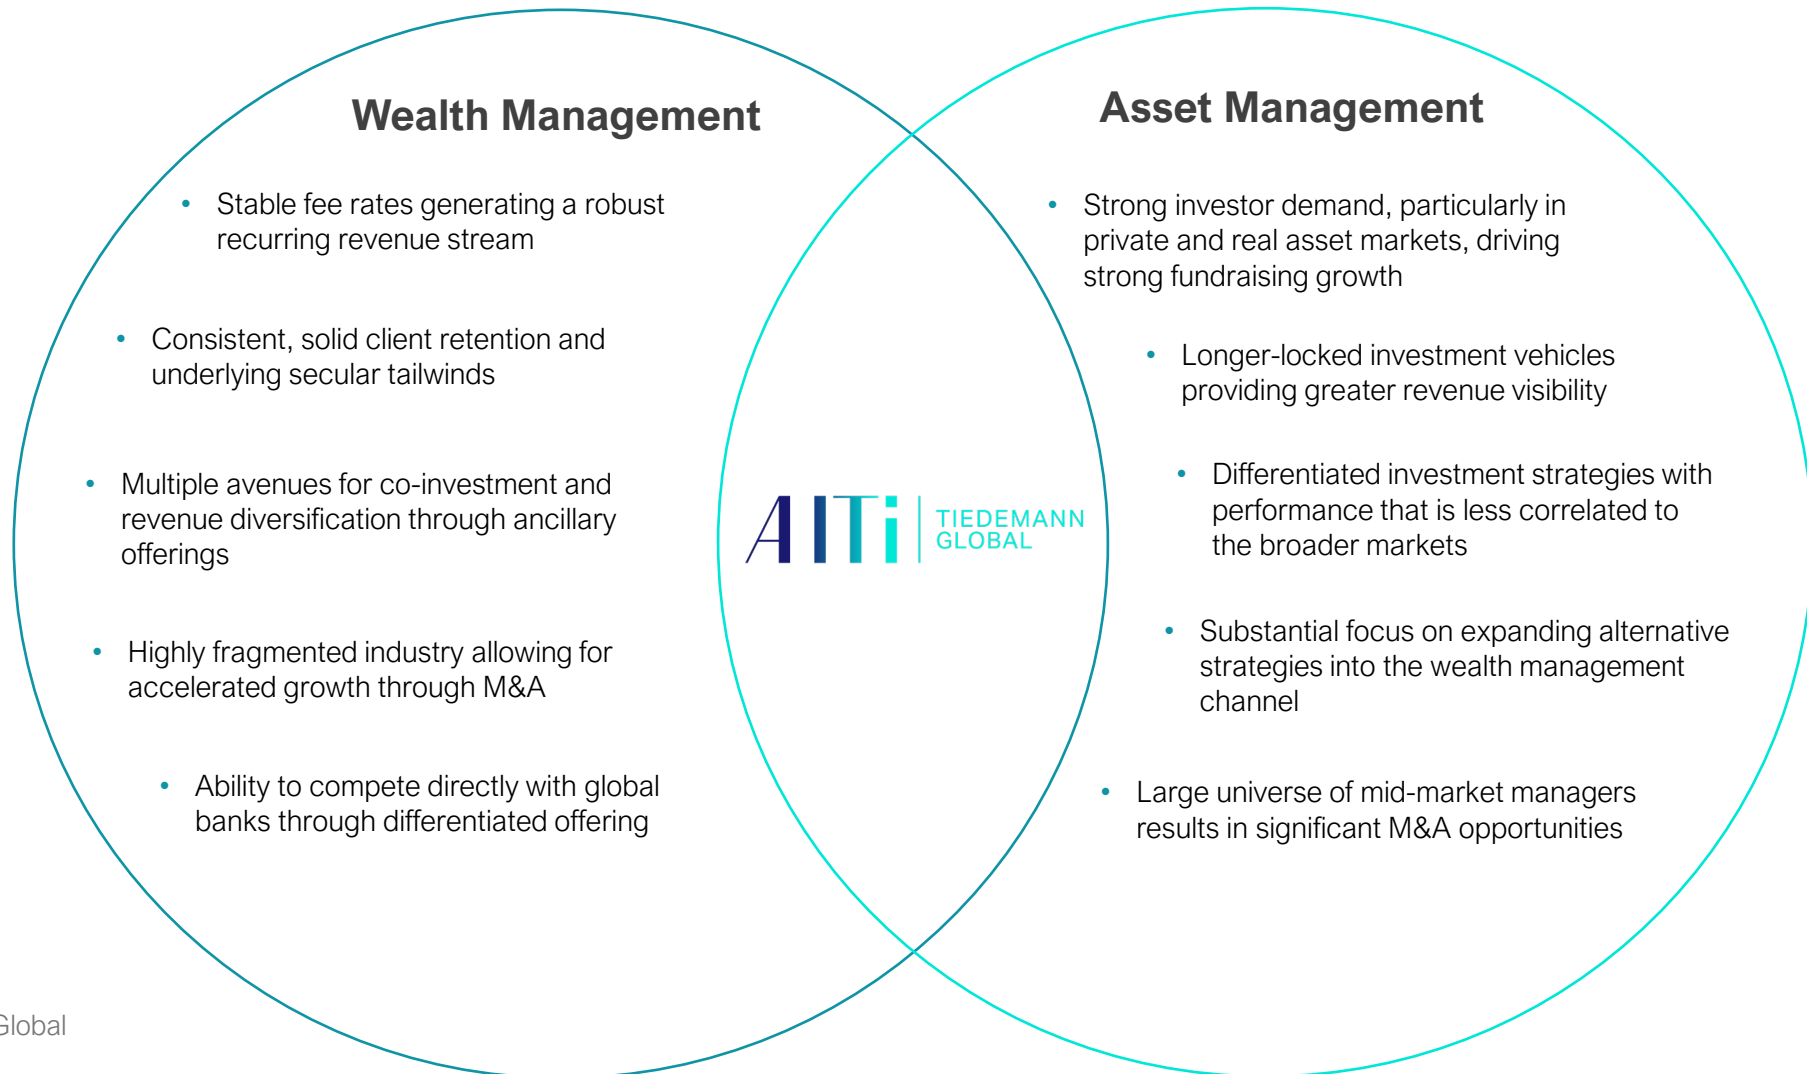 Wealth Management
• Stable fee rates generating a robust
recurring revenue stream
• Consistent, solid client retention and
underlying secular tailwinds
• Multiple avenues for co-investment and
revenue diversification through ancillary
offerings
• Highly fragmented industry allowing for
accelerated growth through M&A
• Ability to compete directly with global
banks through differentiated offering
AlTi
TIEDEMANN
GLOBAL
Asset Management
• Strong investor demand, particularly in
private and real asset markets, driving
strong fundraising growth
• Longer-locked investment vehicles
providing greater revenue visibility
• Differentiated investment strategies with
performance that is less correlated to
the broader markets
• Substantial focus on expanding alternative
strategies into the wealth management
channel
• Large universe of mid-market managers
results in significant M&A opportunities
Global